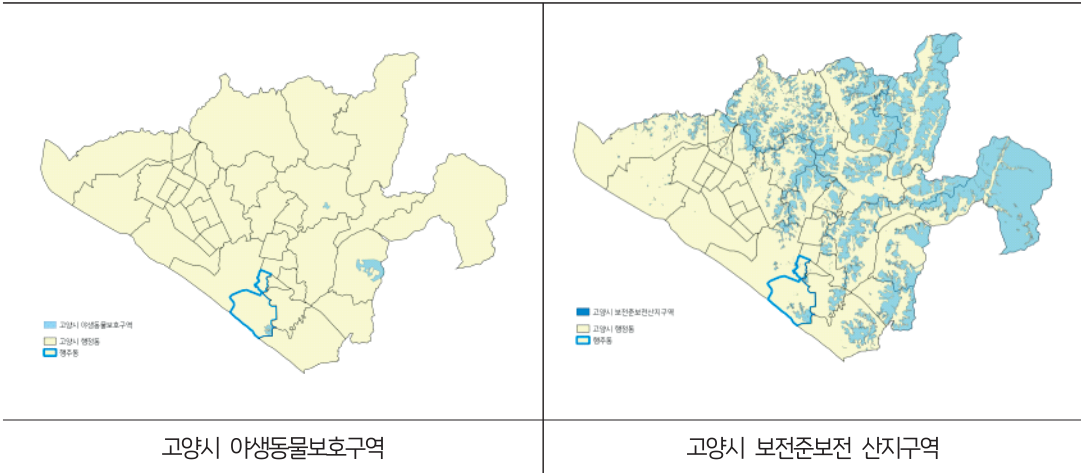 고양시 야생동물보호구역
고양시 행정동
행주동
고양시 보전준보전산지구역
고양시 행정동
행주동
고양시 야생동물보호구역
고양시 보전준보전 산지구역